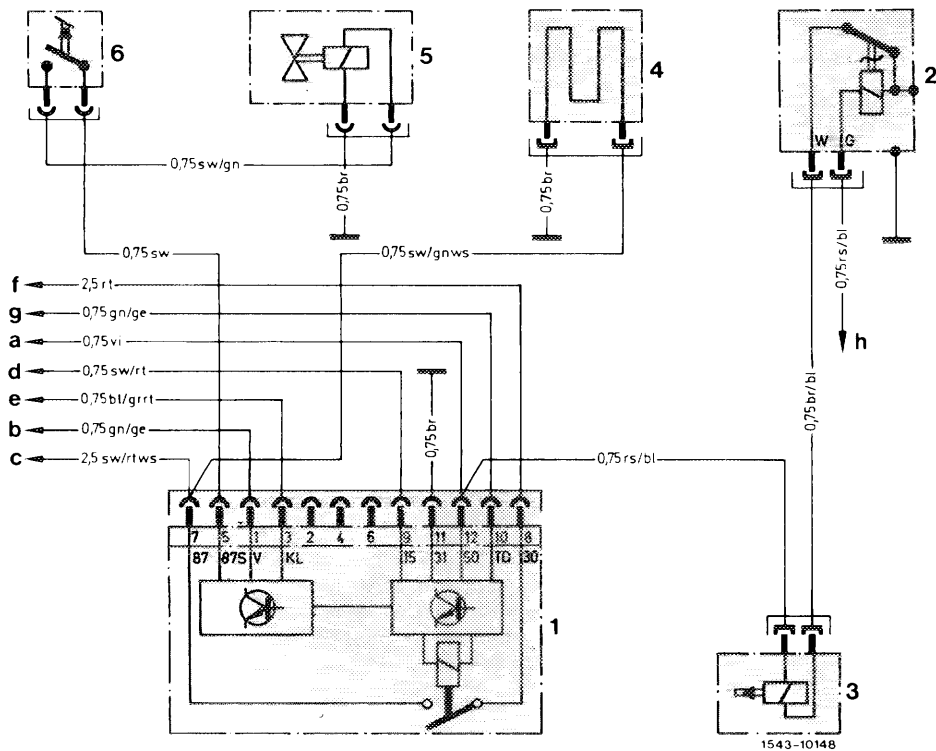 6
5
4
2
W G
0,75 sw/gn
0,75 br
0,75 br
0,75 sw
0,75 sw/gnws
0,75 rs/bl
f 2,5 rt
g 0,75 gn/ge
h
a 0,75 vi
d 0,75 sw/rt
e 0,75 bl/grrt
0,75 br
0,75 br/bl
b 0,75 gn/ge
c 2,5 sw/rtws
0,75 rs/bl
7 5 1 3 2 4 6 9 11 12 10 8
87 87S V KL 15 31 50 TD 30
1
3
1543-10148